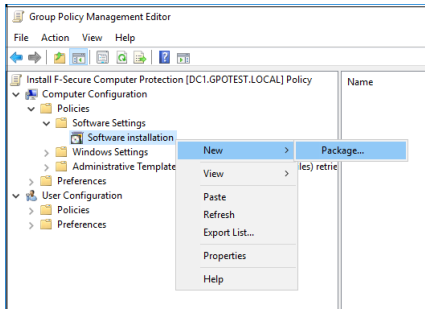 Group Policy Management Editor
File Action View Help
Install F-Secure Computer Protection [DC1.GPOTEST.LOCAL] Policy
Name
Computer Configuration
Policies
Software Settings
Software installation
New
Package...
Windows Settings
Administrative Template
les) retrie
View
Preferences
User Configuration
Paste
Policies
Refresh
Preferences
Export List...
Properties
Help